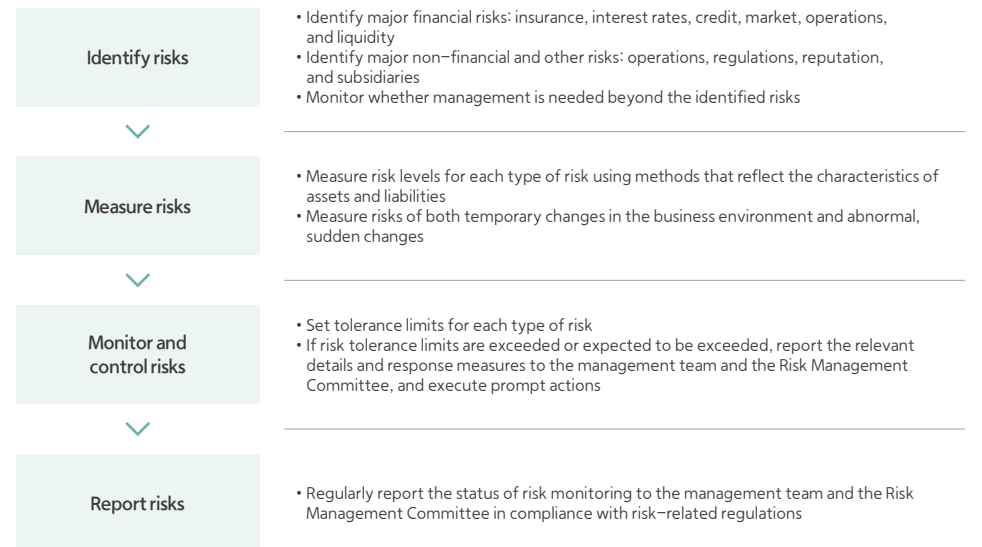 Identify risks
• Identify major financial risks: insurance, interest rates, credit, market, operations,
and liquidity
• Identify major non-financial and other risks: operations, regulations, reputation,
and subsidiaries
• Monitor whether management is needed beyond the identified risks
Measure risks
• Measure risk levels for each type of risk using methods that reflect the characteristics of
assets and liabilities
• Measure risks of both temporary changes in the business environment and abnormal,
sudden changes
Monitor and
control risks
• Set tolerance limits for each type of risk
• If risk tolerance limits are exceeded or expected to be exceeded, report the relevant
details and response measures to the management team and the Risk Management
Committee, and execute prompt actions
Report risks
• Regularly report the status of risk monitoring to the management team and the Risk
Management Committee in compliance with risk-related regulations